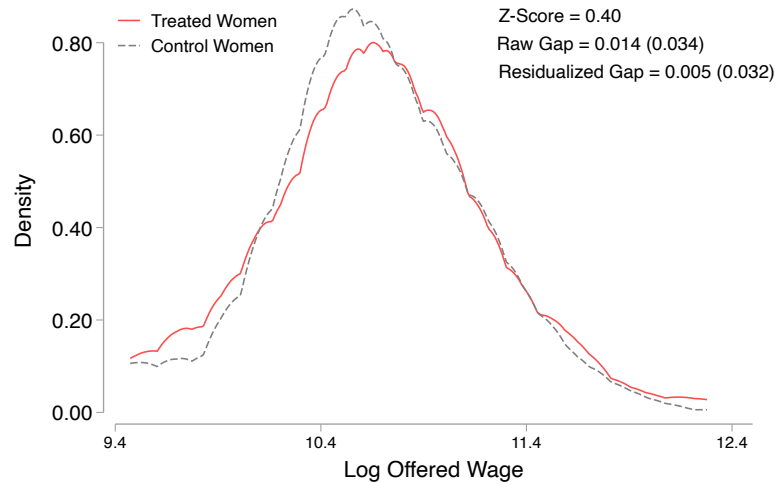 Treated Women
Control Women
Z-Score = 0.40
Raw Gap = 0.014 (0.034)
Residualized Gap = 0.005 (0.032)
0.80
0.60
0.40
0.20
0.00
Density
9.4
10.4
11.4
12.4
Log Offered Wage